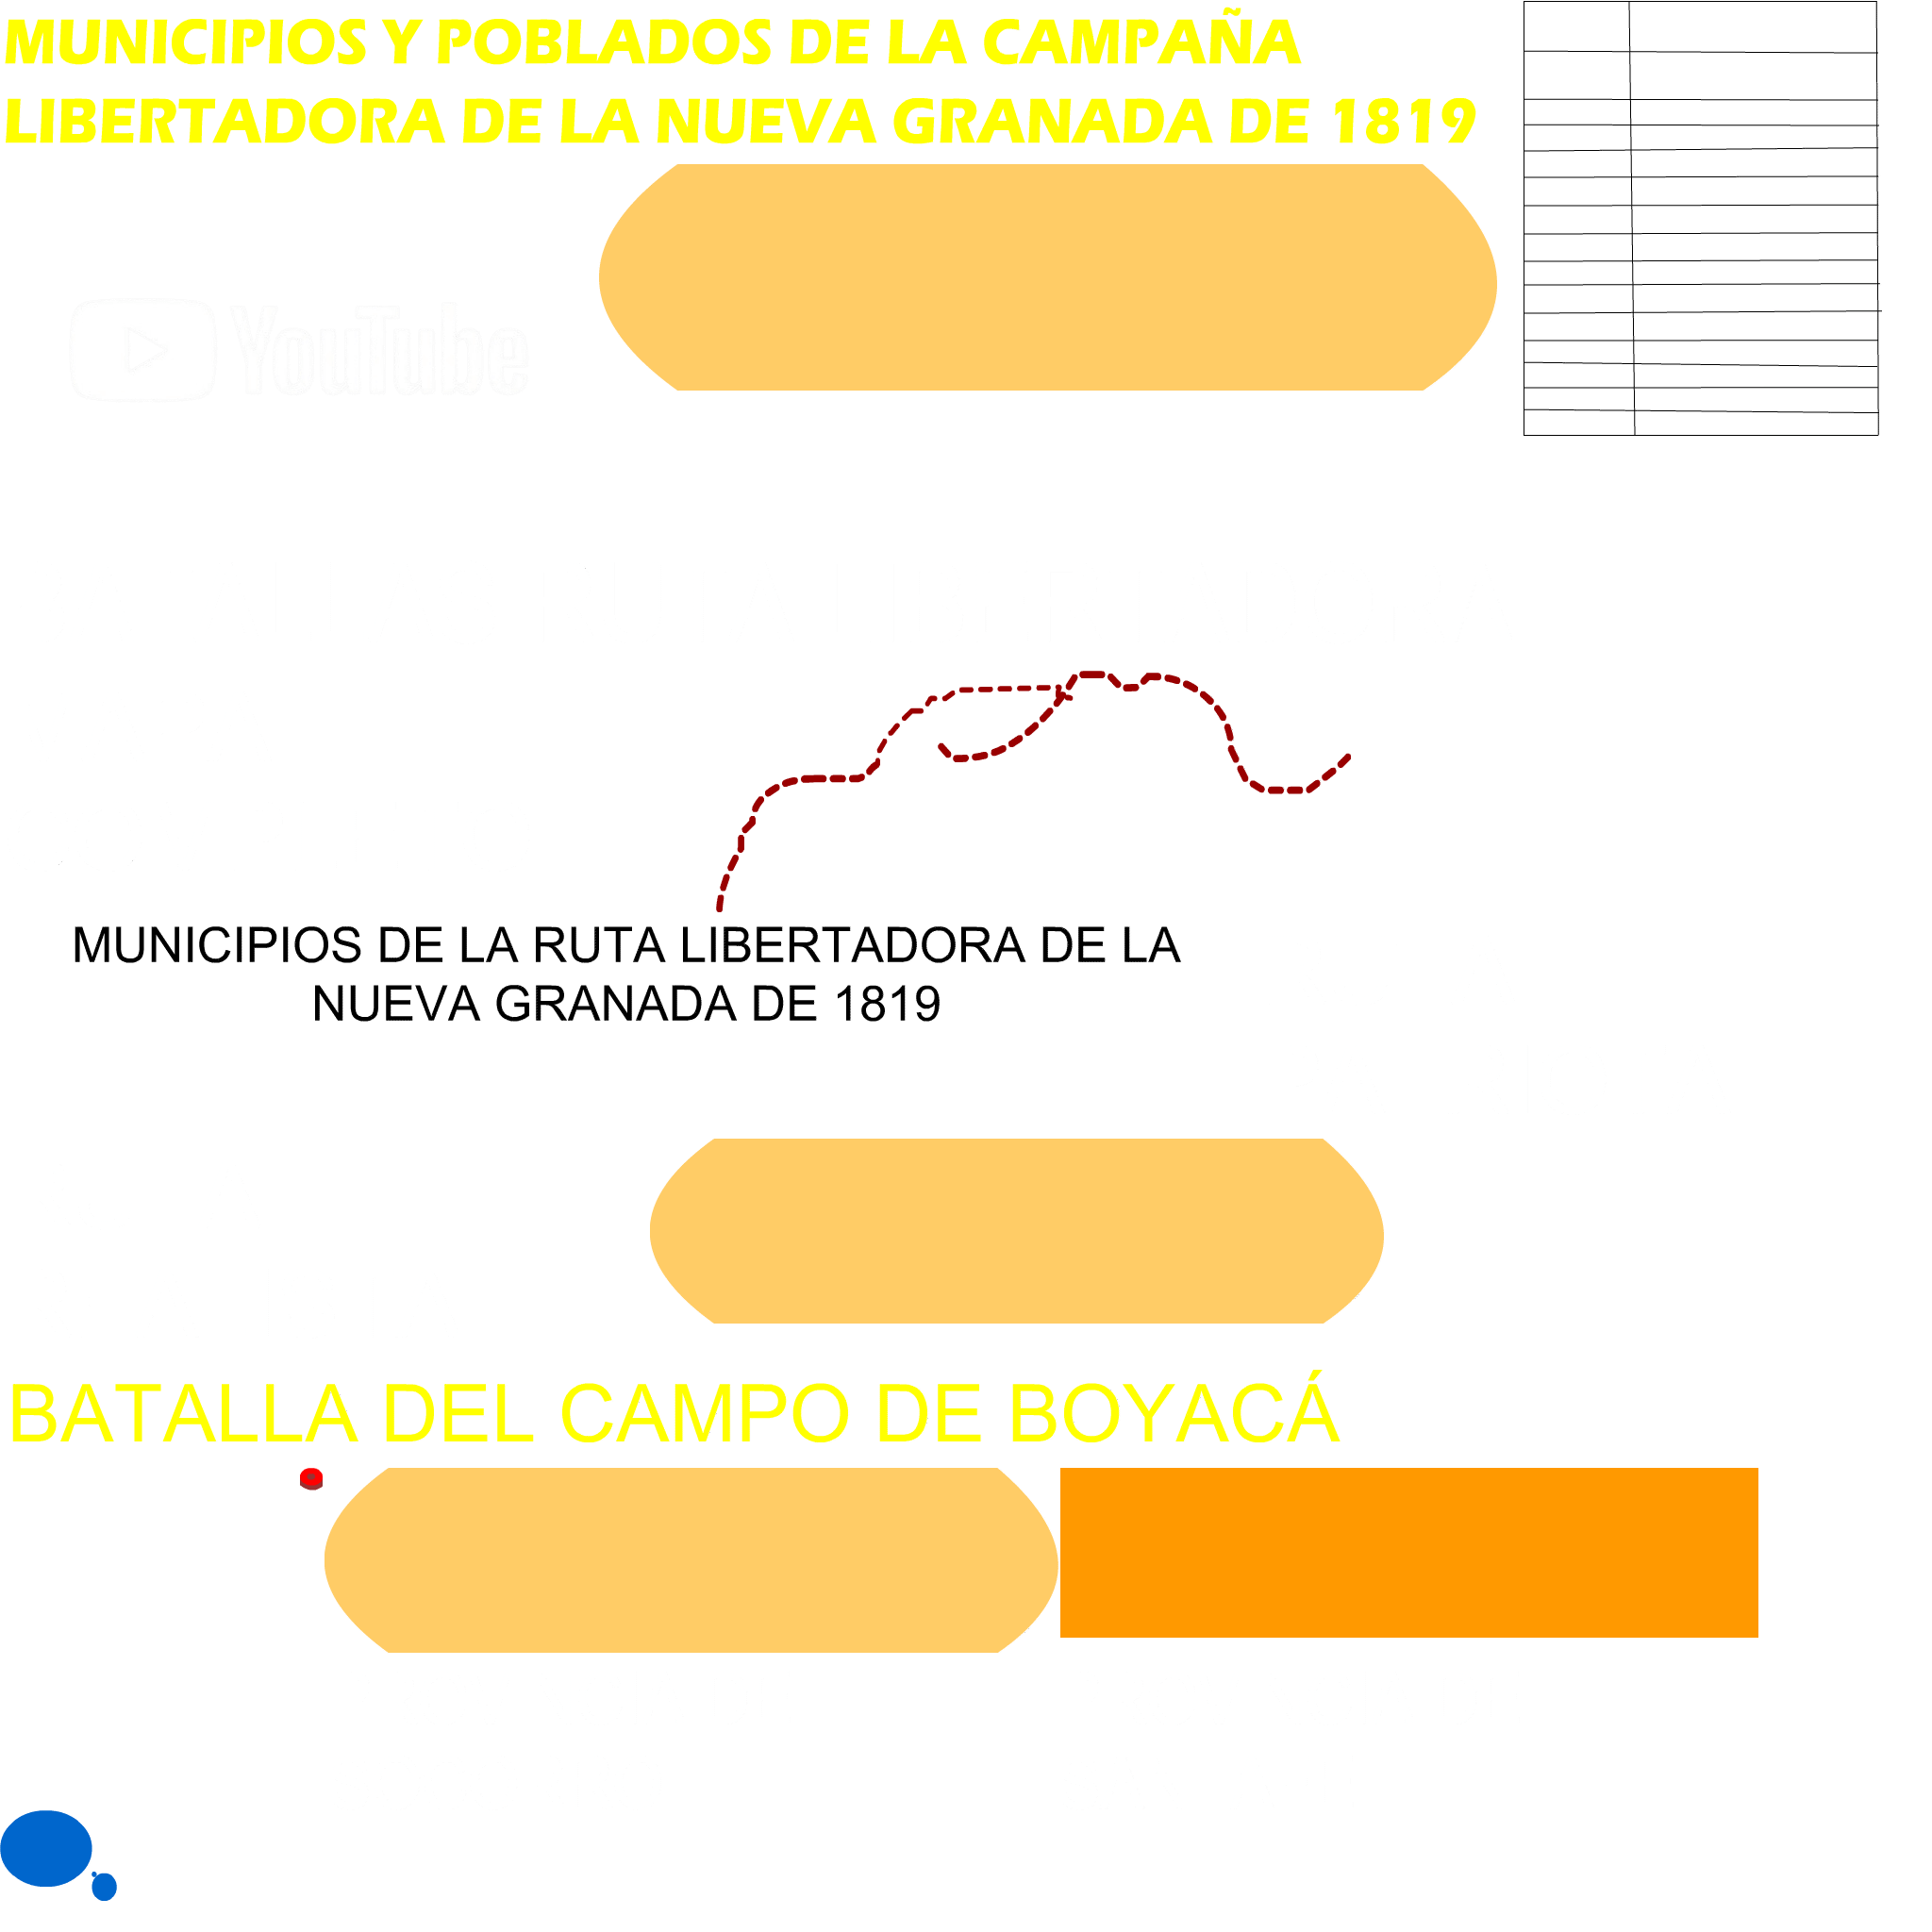 MUNICIPIOS Y POBLADOS DE LA CAMPAÑA
LIBERTADORA DE LA NUEVA GRANADA DE 1819
YouTube
MUNICIPIOS DE LA RUTA LIBERTADORA DE LA
NUEVA GRANADA DE 1819
BATALLA DEL CAMPO DE BOYACÁ